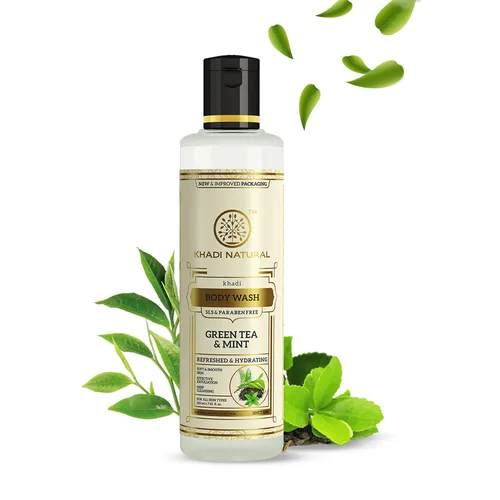 NEW & IMPROVED PACKAGING
TM
KHADI NATURAL
khadi
BODY WASH
SLS & PARABEN FREE
GREEN TEA
& MINT
REFRESHED & HYDRATING
SOFT & SMOOTH
SKIN
EFFECTIVE
EXFOLIATION
DEEP
CLEANSING
FOR ALL SKIN TYPES